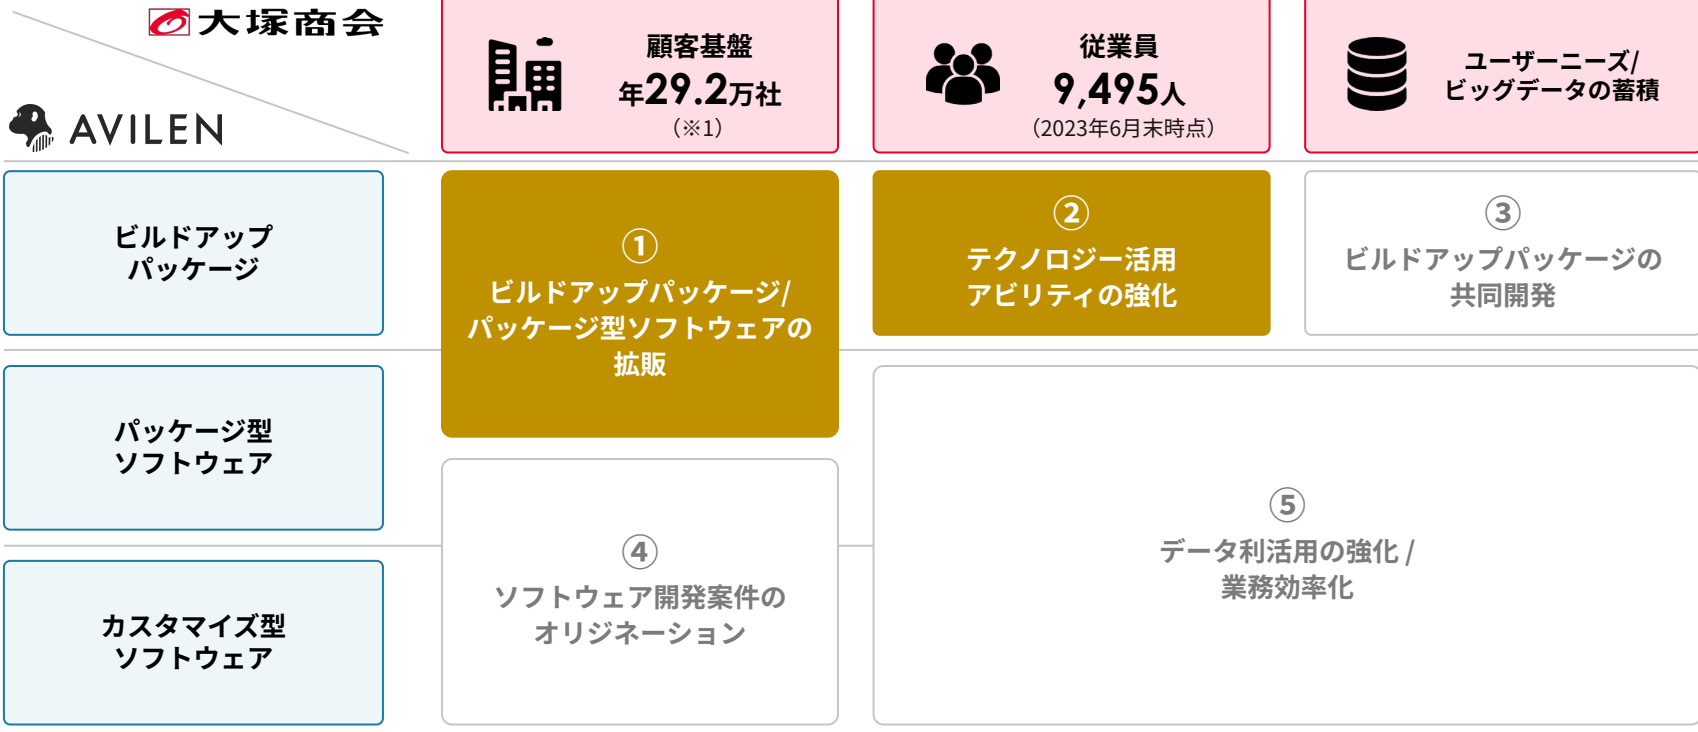 大塚商会
AVILEN
顧客基盤
年29.2万社
（※1）
従業員
9,495人
（2023年6月末時点）
ユーザーニーズ/
ビッグデータの蓄積
ビルドアップ
パッケージ
①
ビルドアップパッケージ/
パッケージ型ソフトウェアの
拡販
②
テクノロジー活用
アビリティの強化
③
ビルドアップパッケージの
共同開発
パッケージ型
ソフトウェア
④
ソフトウェア開発案件の
オリジネーション
⑤
データ利活用の強化 /
業務効率化
カスタマイズ型
ソフトウェア